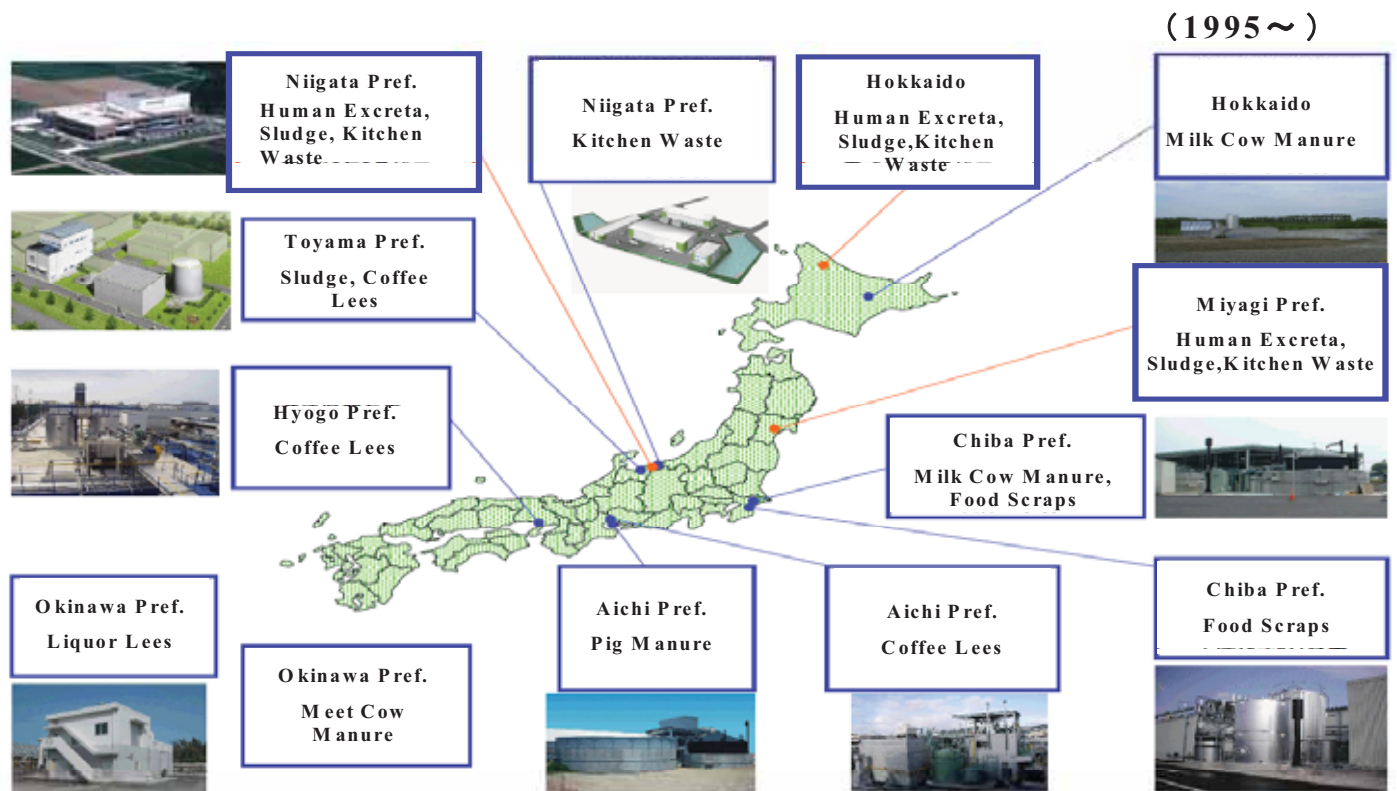 (1995～)
Niigata Pref.
Human Excreta,
Sludge, Kitchen
Waste
Niigata Pref.
Kitchen Waste
Hokkaido
Human Excreta,
Sludge,Kitchen
Waste
Hokkaido
Milk Cow Manure
Toyama Pref.
Sludge, Coffee
Lees
Miyagi Pref.
Human Excreta,
Sludge,Kitchen Waste
Hyogo Pref.
Coffee Lees
Chiba Pref.
Milk Cow Manure,
Food Scraps
Okinawa Pref.
Liquor Lees
Okinawa Pref.
Meet Cow
Manure
Aichi Pref.
Pig Manure
Aichi Pref.
Coffee Lees
Chiba Pref.
Food Scraps